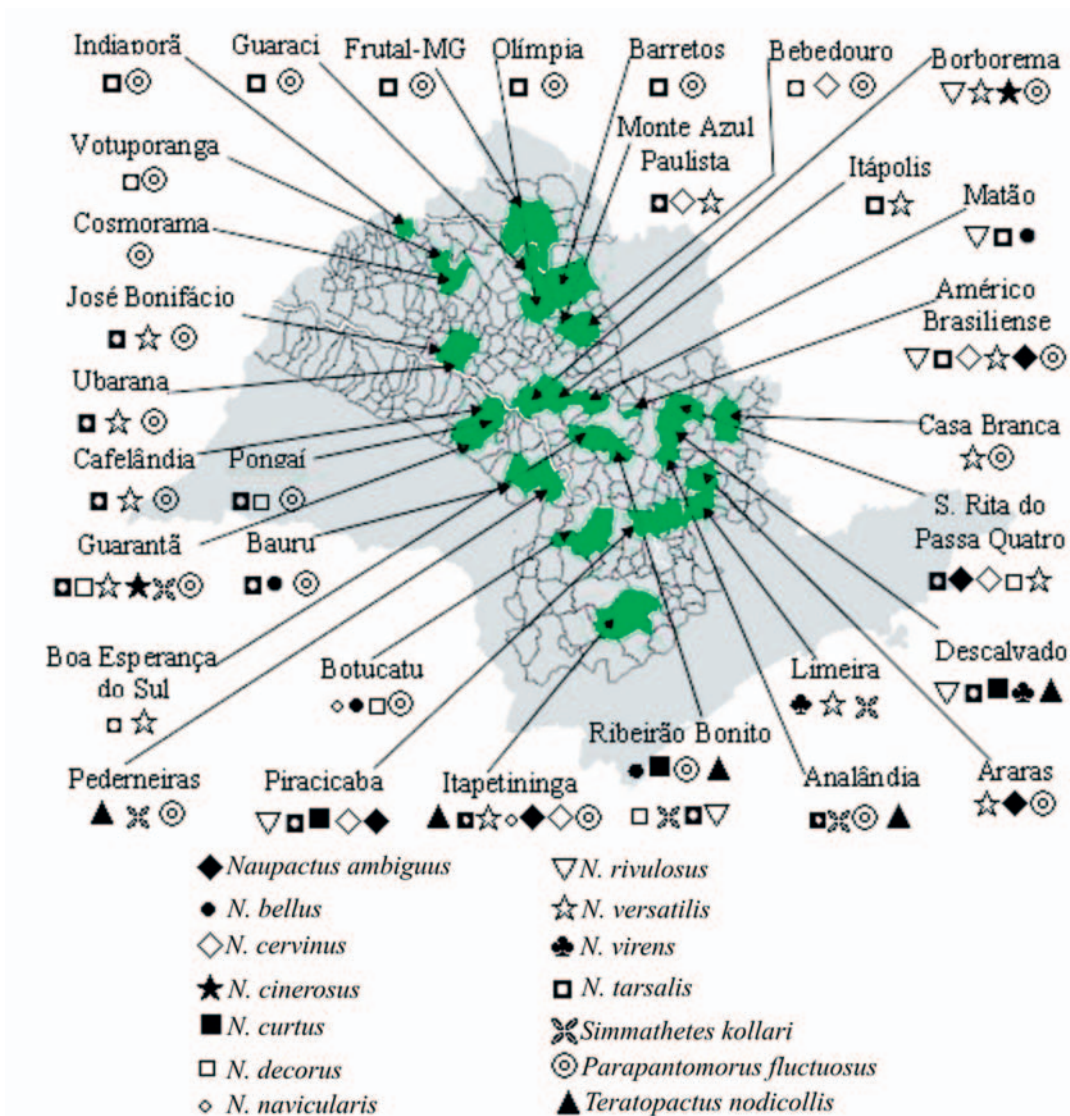 Indiaporã
Guaraci
Frutal-MG
Olímpia
Barretos
Bebedouro
Borborema
Votuporanga
Monte Azul
Paulista
Itápolis
Matão
Cosmorama
José Bonifácio
Américo
Brasiliense
Ubarana
Cafelândia
Pongaí
Casa Branca
Guarantã
Bauru
S. Rita do
Passa Quatro
Boa Esperança
do Sul
Botucatu
Limeira
Descalvado
Ribeirão Bonito
Pederneiras
Piracicaba
Itapetininga
Analândia
Araras
Naupactus ambiguus
N. bellus
N. cervinus
N. cinerosus
N. curtus
N. decorus
N. navicularis
N. rivulosus
N. versatilis
N. virens
N. tarsalis
Simmathetes kollari
Parapantomorus fluctuosus
Teratopactus nodicollis